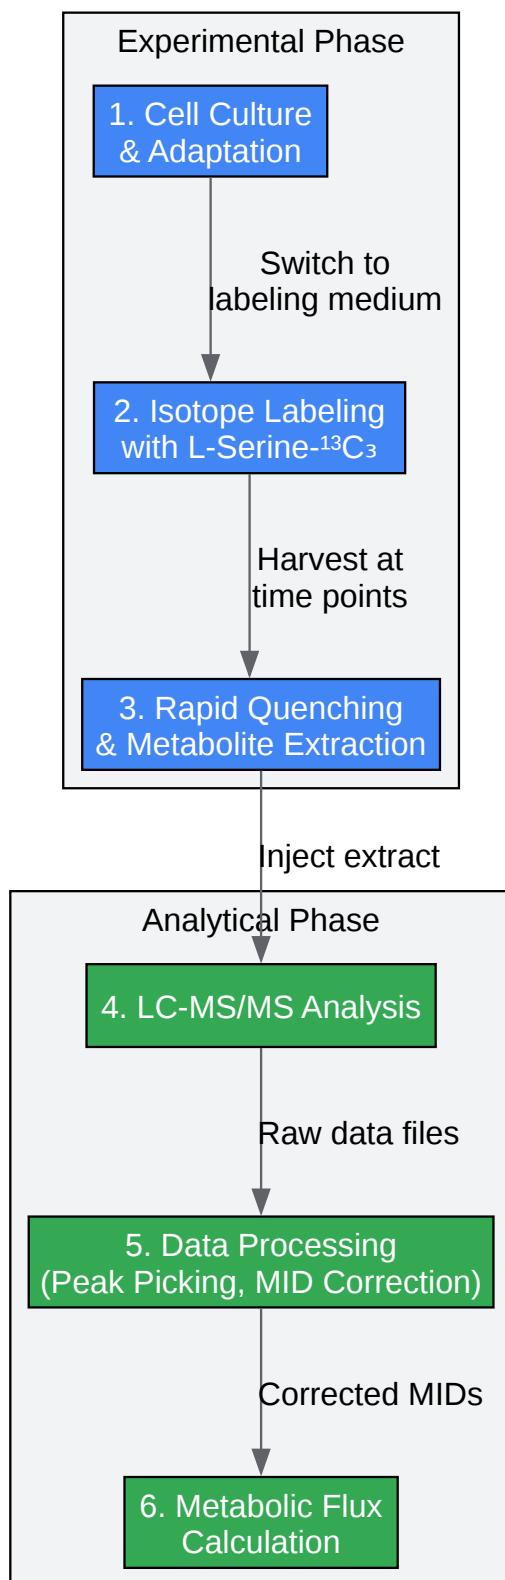 Experimental Phase
1. Cell Culture
& Adaptation
Switch to
labeling medium
2. Isotope Labeling
with L-Serine-¹³C₃
Harvest at
time points
3. Rapid Quenching
& Metabolite Extraction
Inject extract
Analytical Phase
4. LC-MS/MS Analysis
Raw data files
5. Data Processing
(Peak Picking, MID Correction)
Corrected MIDs
6. Metabolic Flux
Calculation